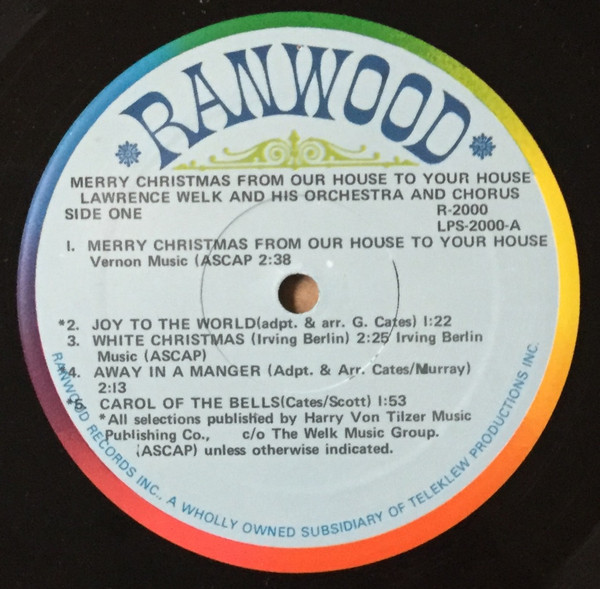 RANWOOD
MERRY CHRISTMAS FROM OUR HOUSE TO YOUR HOUSE
LAWRENCE WELK AND HIS ORCHESTRA AND CHORUS
SIDE ONE R-2000
LPS-2000-A
1. MERRY CHRISTMAS FROM OUR HOUSE TO YOUR HOUSE
Vernon Music (ASCAP 2:38
*2. JOY TO THE WORLD(adpt. & arr. G. Cates) 1:22
3. WHITE CHRISTMAS (Irving Berlin) 2:25 Irving Berlin
Music (ASCAP)
*4. AWAY IN A MANGER (Adpt. & Arr. Cates/Murray)
2:13
*5. CAROL OF THE BELLS(Cates/Scott) 1:53
*All selections published by Harry Von Tilzer Music
Publishing Co., c/o The Welk Music Group.
(ASCAP) unless otherwise indicated.
RANWOOD RECORDS INC., A WHOLLY OWNED SUBSIDIARY OF TELEKLEW PRODUCTIONS INC.